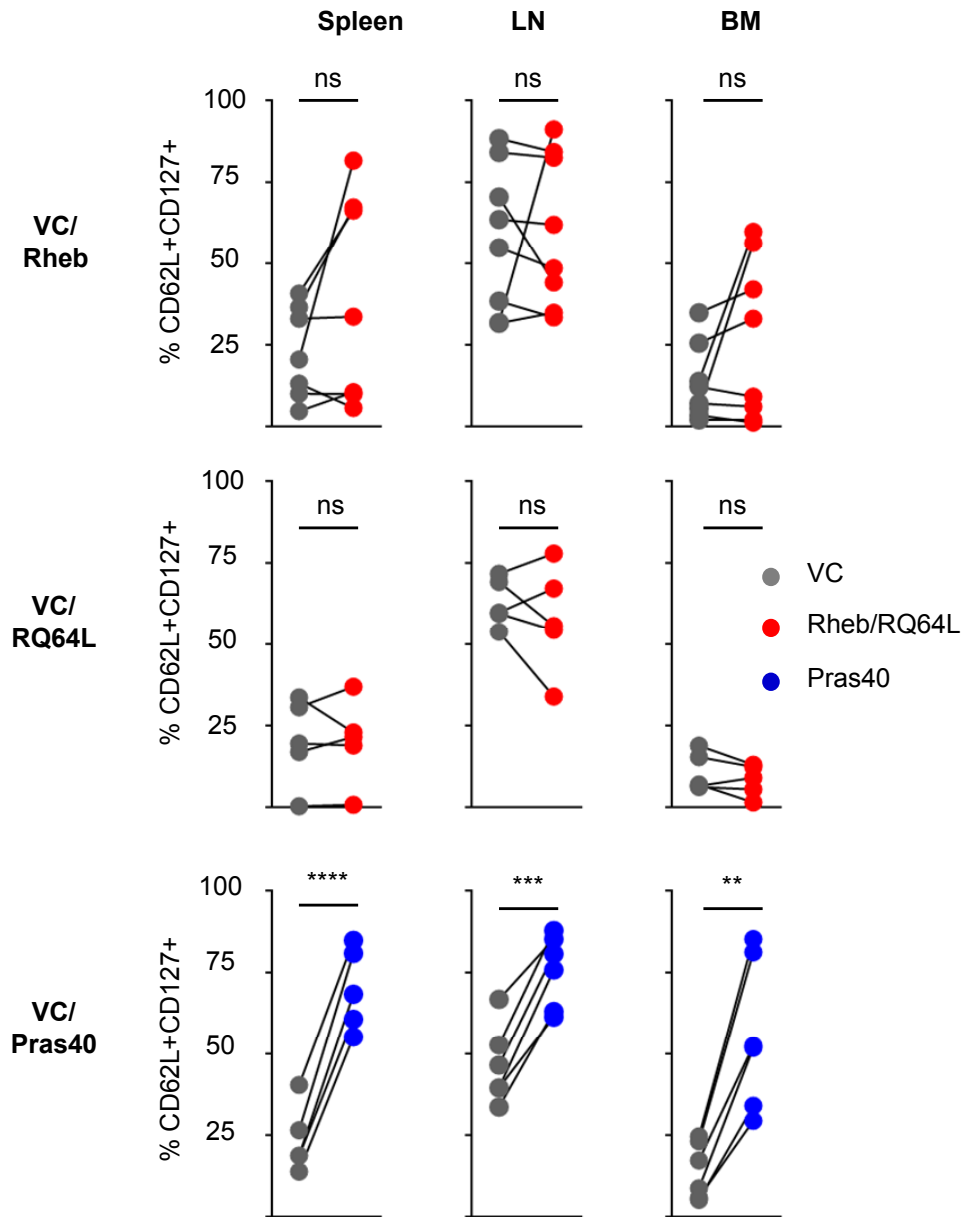 Spleen LN BM
ns ns ns
100
75
50
25
% CD62L+CD127+
VC/
Rheb
ns ns ns
100
75
50
25
% CD62L+CD127+
VC/
RQ64L
VC
Rheb/RQ64L
Pras40
**** *** **
100
75
50
25
% CD62L+CD127+
VC/
Pras40